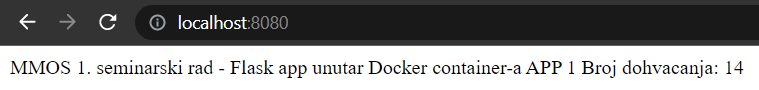 localhost:8080
MMOS 1. seminarski rad - Flask app unutar Docker container-a APP 1 Broj dohvacanja: 14